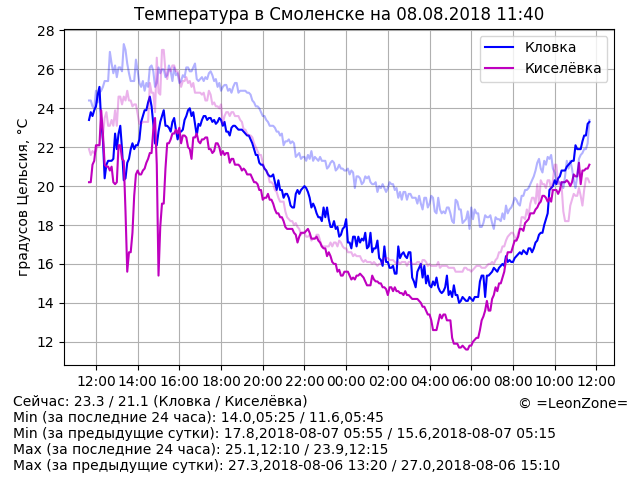 Температура в Смоленске на 08.08.2018 11:40
28
26
24
22
20
18
16
14
12
градусов Цельсия, °C
Кловка
Киселёвка
12:00 14:00 16:00 18:00 20:00 22:00 00:00 02:00 04:00 06:00 08:00 10:00 12:00
Сейчас: 23.3 / 21.1 (Кловка / Киселёвка)
© =LeonZone=
Min (за последние 24 часа): 14.0,05:25 / 11.6,05:45
Min (за предыдущие сутки): 17.8,2018-08-07 05:55 / 15.6,2018-08-07 05:15
Max (за последние 24 часа): 25.1,12:10 / 23.9,12:15
Max (за предыдущие сутки): 27.3,2018-08-06 13:20 / 27.0,2018-08-06 15:10